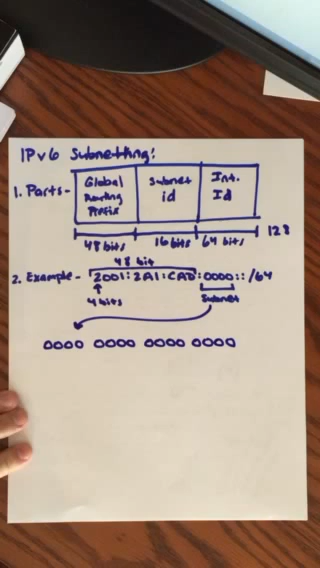 IPv6 Subnetting:
1. Parts -
Global Routing Prefix
Subnet id
Int. Id
48 bits 16 bits 64 bits 128
48 bit
2. Example - 2001:2A1:CAD:0000::/64
4 bits
Subnet
0000 0000 0000 0000